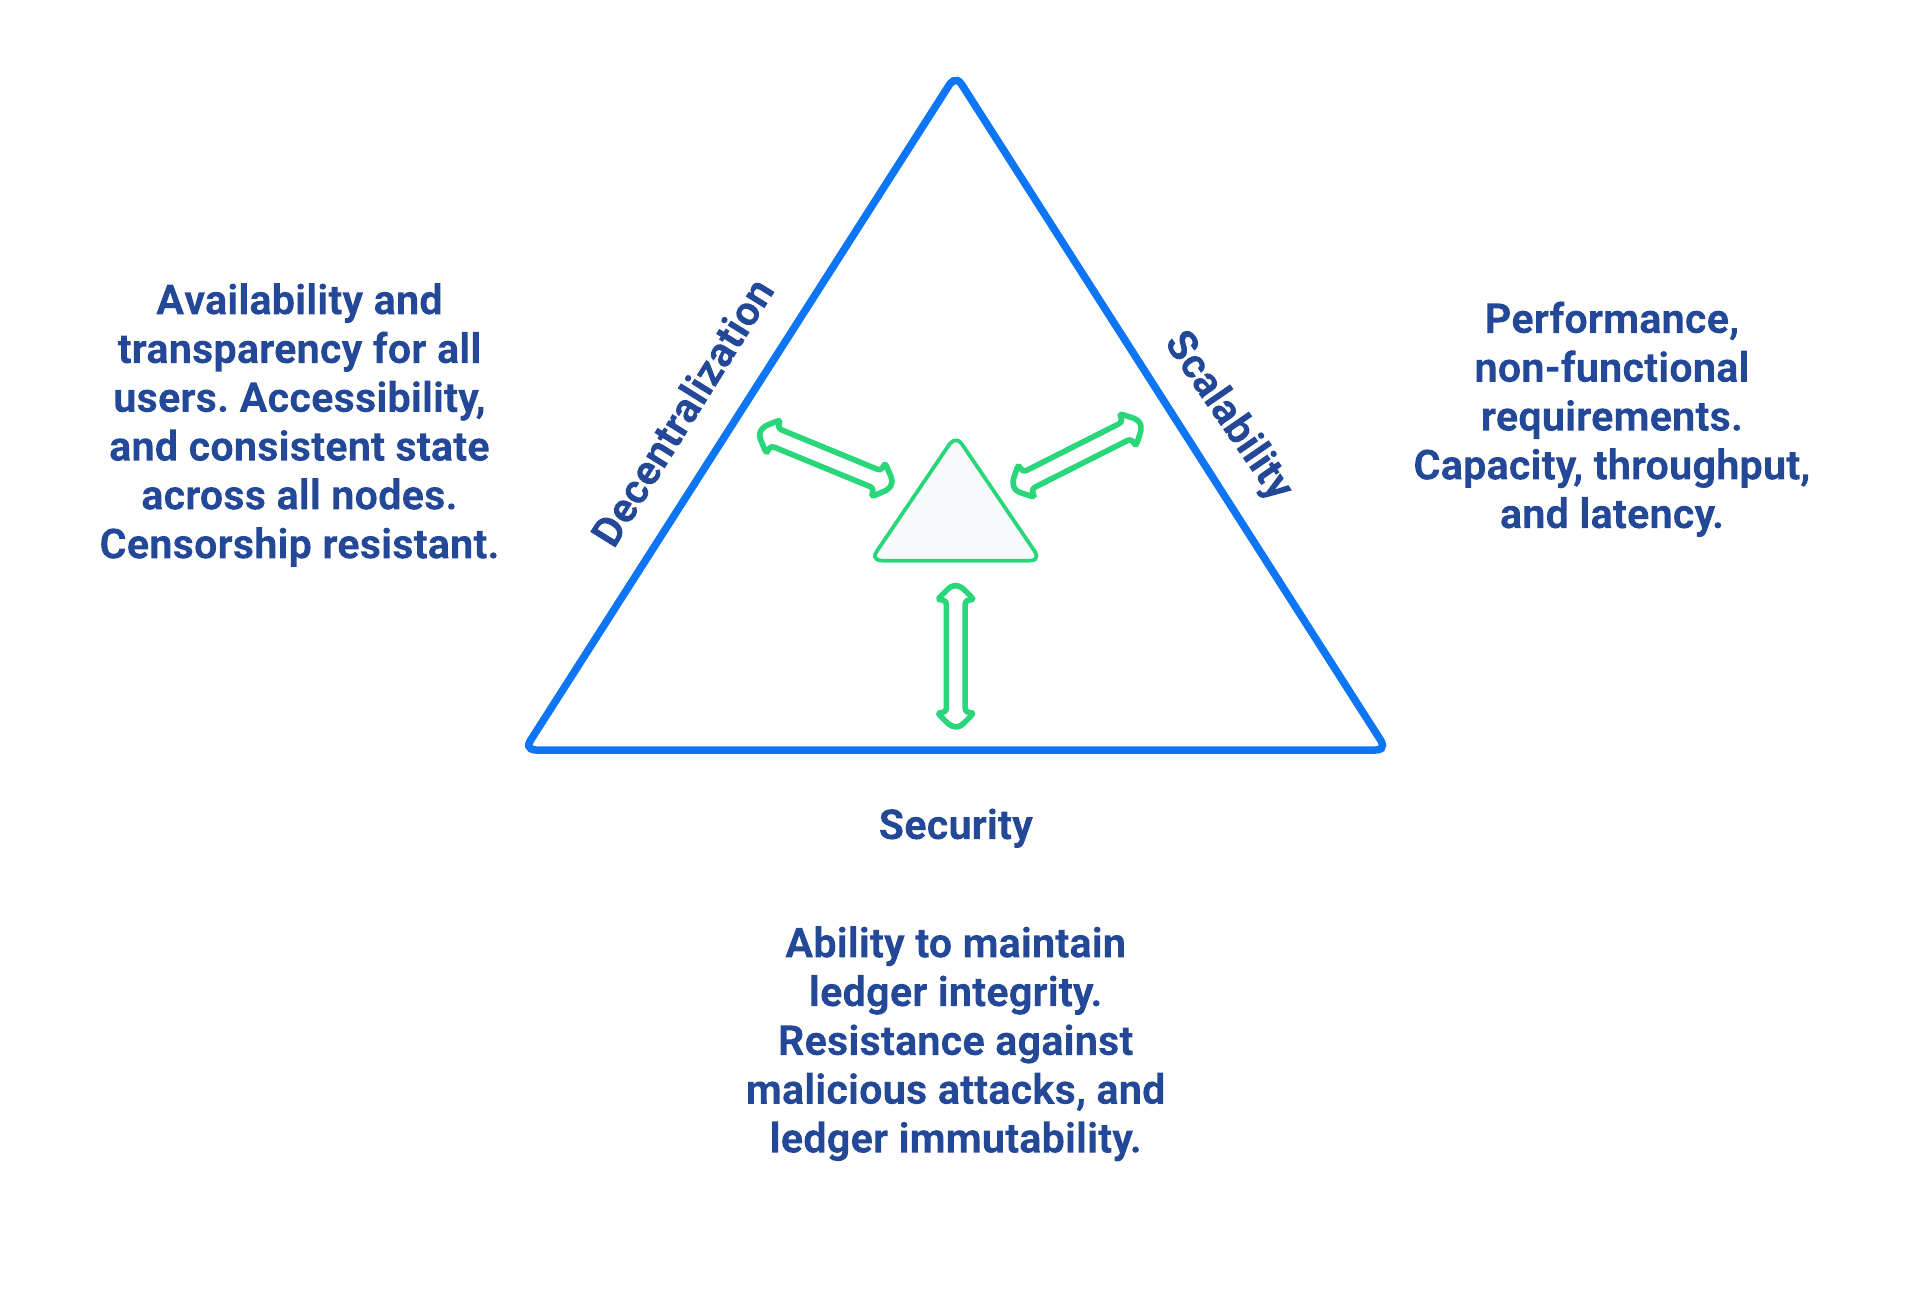 Availability and
transparency for all
users. Accessibility,
and consistent state
across all nodes.
Censorship resistant.
Decentralization
Scalability
Performance,
non-functional
requirements.
Capacity, throughput,
and latency.
Security
Ability to maintain
ledger integrity.
Resistance against
malicious attacks, and
ledger immutability.